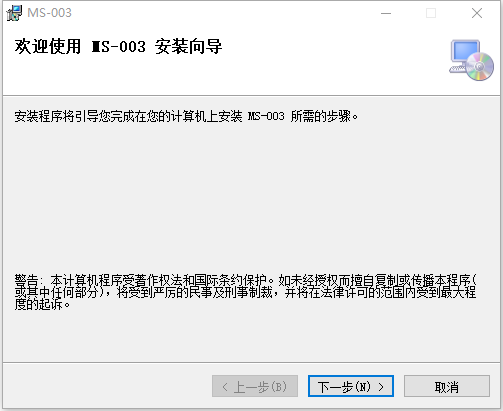 MS-003
欢迎使用 MS-003 安装向导
安装程序将引导您完成在您的计算机上安装 MS-003 所需的步骤。
警告: 本计算机程序受著作权法和国际条约保护。如未经授权而擅自复制或传播本程序(
或其中任何部分)，将受到严厉的民事及刑事制裁，并将在法律许可的范围内受到最大程
度的起诉。
< 上一步(B)
下一步(N) >
取消